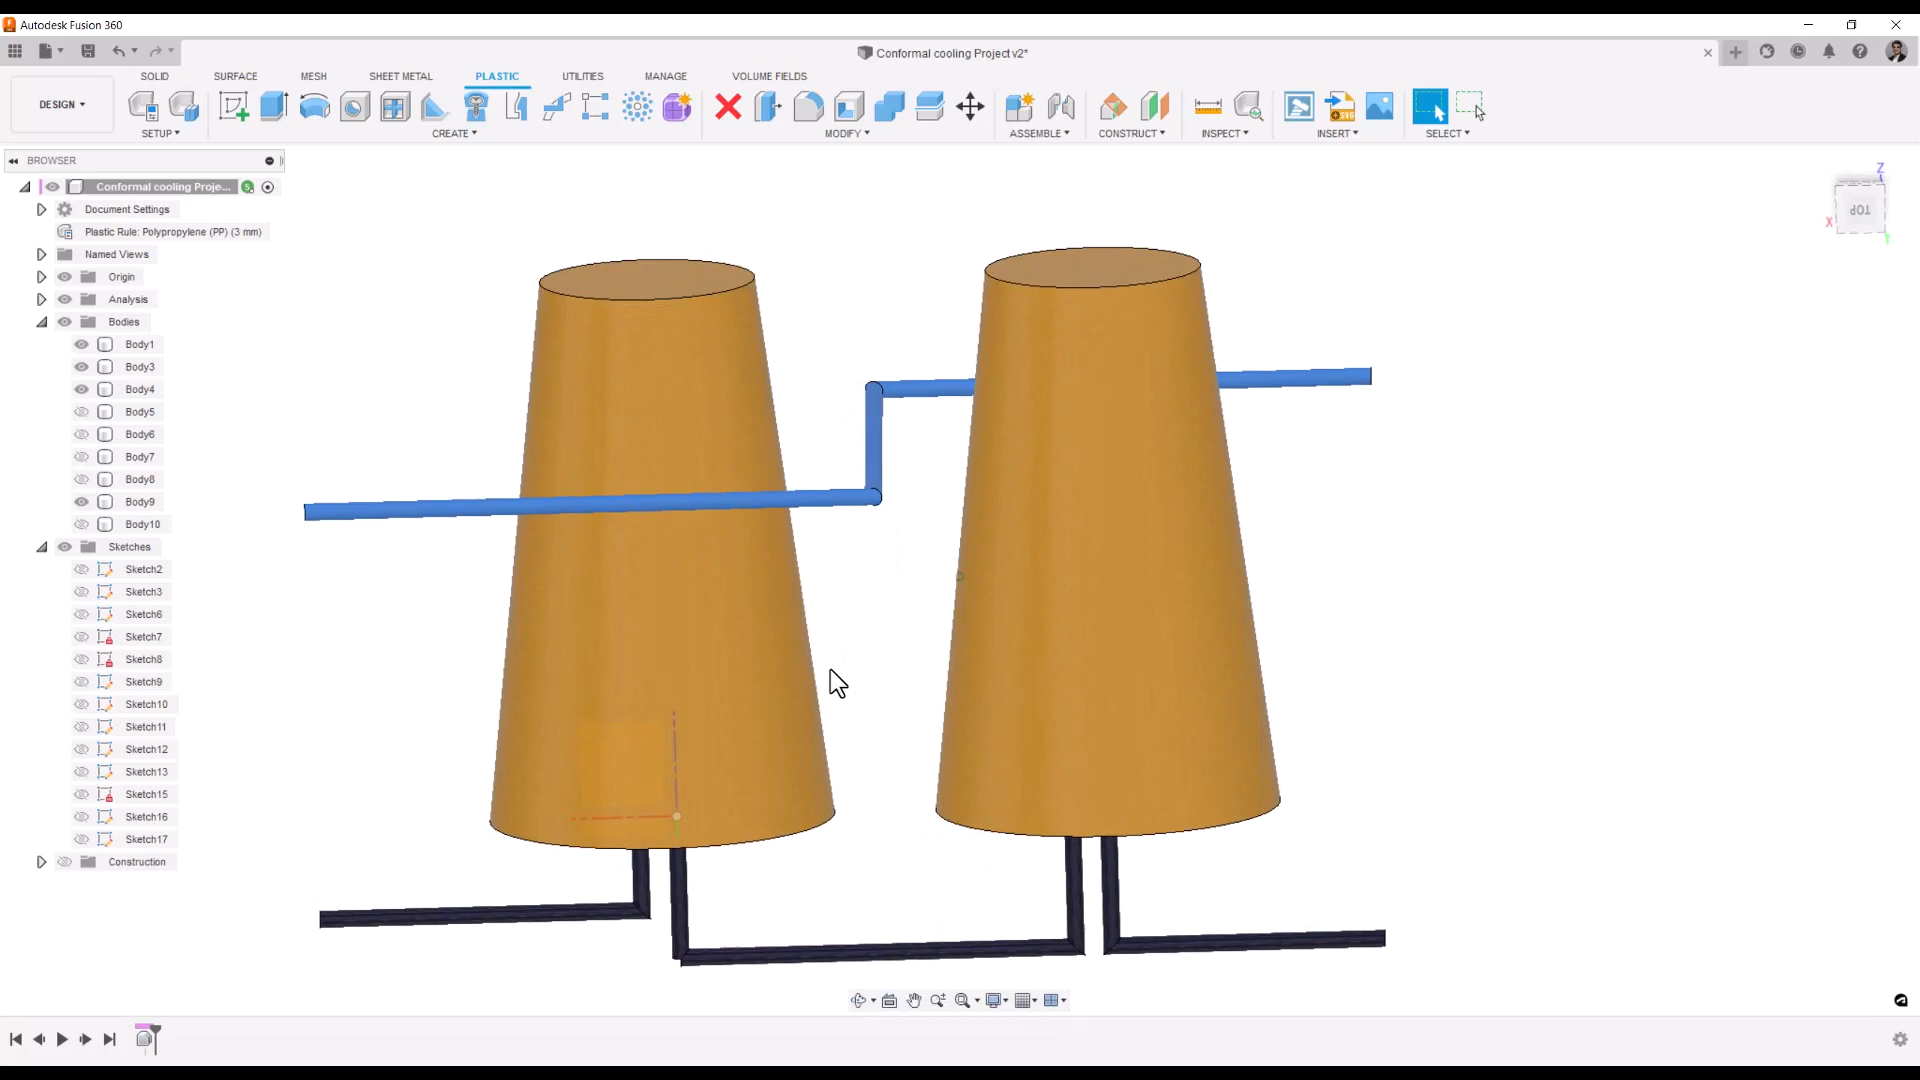 Autodesk Fusion 360
Conformal cooling Project v2*
SOLID SURFACE MESH SHEET METAL PLASTIC UTILITIES MANAGE VOLUME FIELDS
DESIGN
SETUP CREATE MODIFY ASSEMBLE CONSTRUCT INSPECT INSERT SELECT
BROWSER
Conformal cooling Proje... S
Document Settings
Plastic Rule: Polypropylene (PP) (3 mm)
Named Views
Origin
Analysis
Bodies
Body1
Body3
Body4
Body5
Body6
Body7
Body8
Body9
Body10
Sketches
Sketch2
Sketch3
Sketch6
Sketch7
Sketch8
Sketch9
Sketch10
Sketch11
Sketch12
Sketch13
Sketch15
Sketch16
Sketch17
Construction
Z
TOP
X
Y